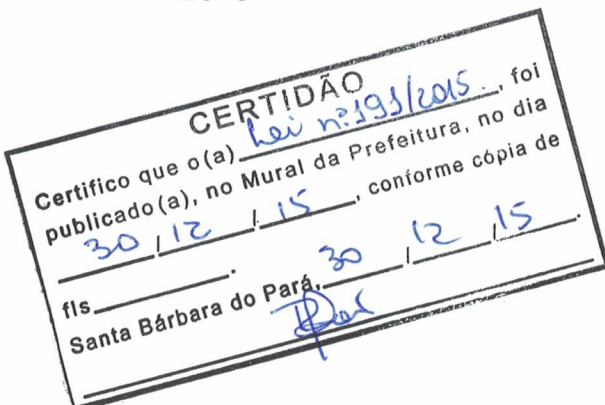 CERTIDÃO
Certifico que o(a) Lei nº: 191/2015., foi
publicado(a), no Mural da Prefeitura, no dia
30 / 12 / 15, conforme cópia de
fls______.
Santa Bárbara do Pará, 30 / 12 / 15.